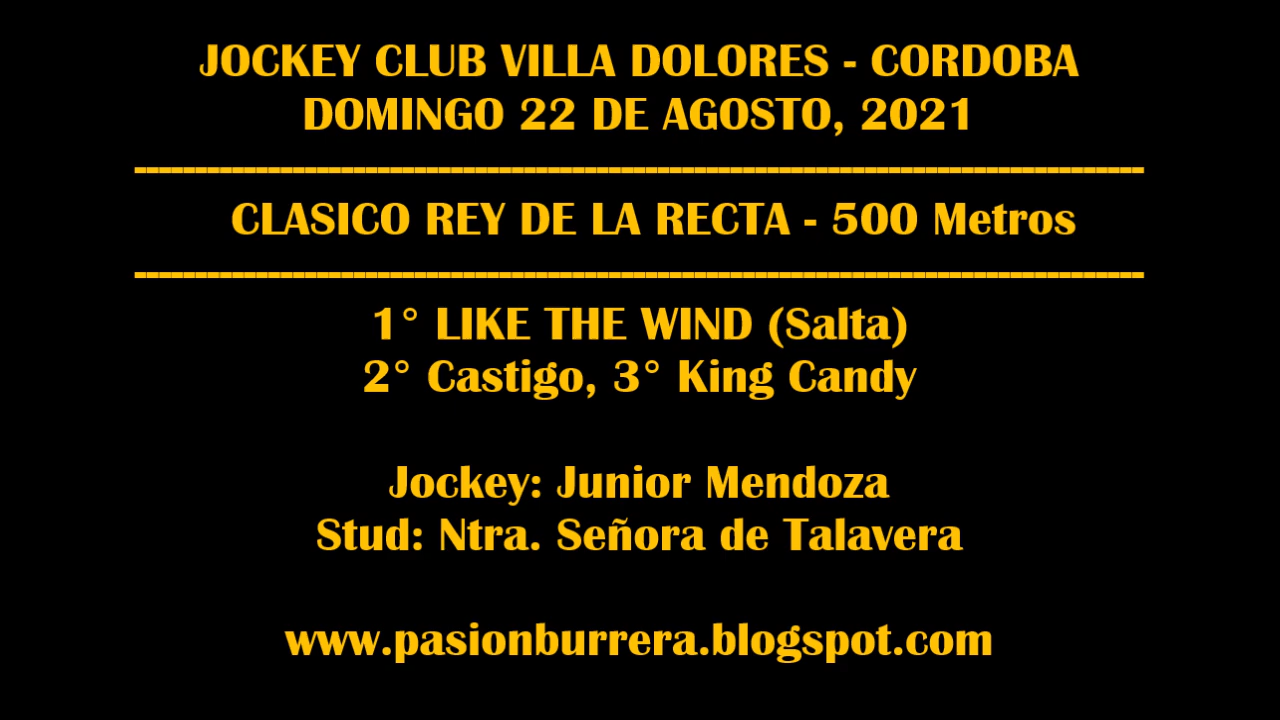 JOCKEY CLUB VILLA DOLORES - CORDOBA
DOMINGO 22 DE AGOSTO, 2021
CLASICO REY DE LA RECTA - 500 Metros
1° LIKE THE WIND (Salta)
2° Castigo, 3° King Candy
Jockey: Junior Mendoza
Stud: Ntra. Señora de Talavera
www.pasionburrera.blogspot.com